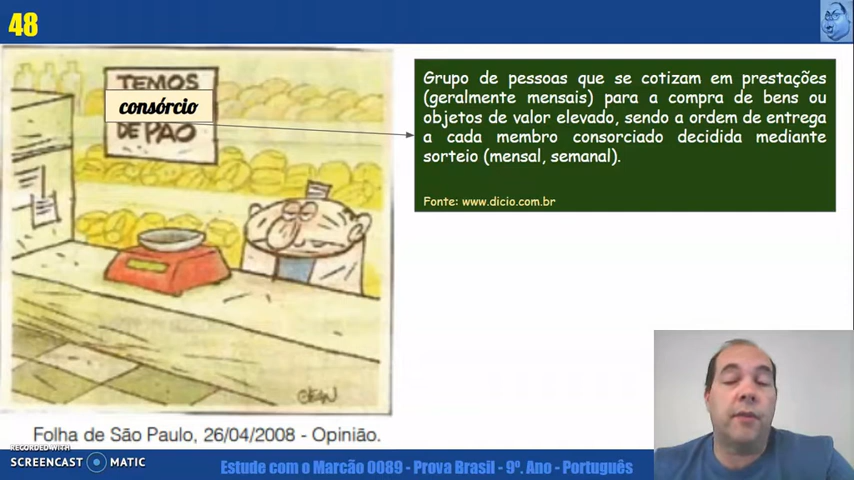 48
TEMOS
consórcio
DE PÃO
Grupo de pessoas que se cotizam em prestações
(geralmente mensais) para a compra de bens ou
objetos de valor elevado, sendo a ordem de entrega
a cada membro consorciado decidida mediante
sorteio (mensal, semanal).
Fonte: www.dicio.com.br
JEAN
Folha de São Paulo, 26/04/2008 - Opinião.
RECORDED WITH
SCREENCAST MATIC
Estude com o Marcão 0089 - Prova Brasil - 9º. Ano - Português